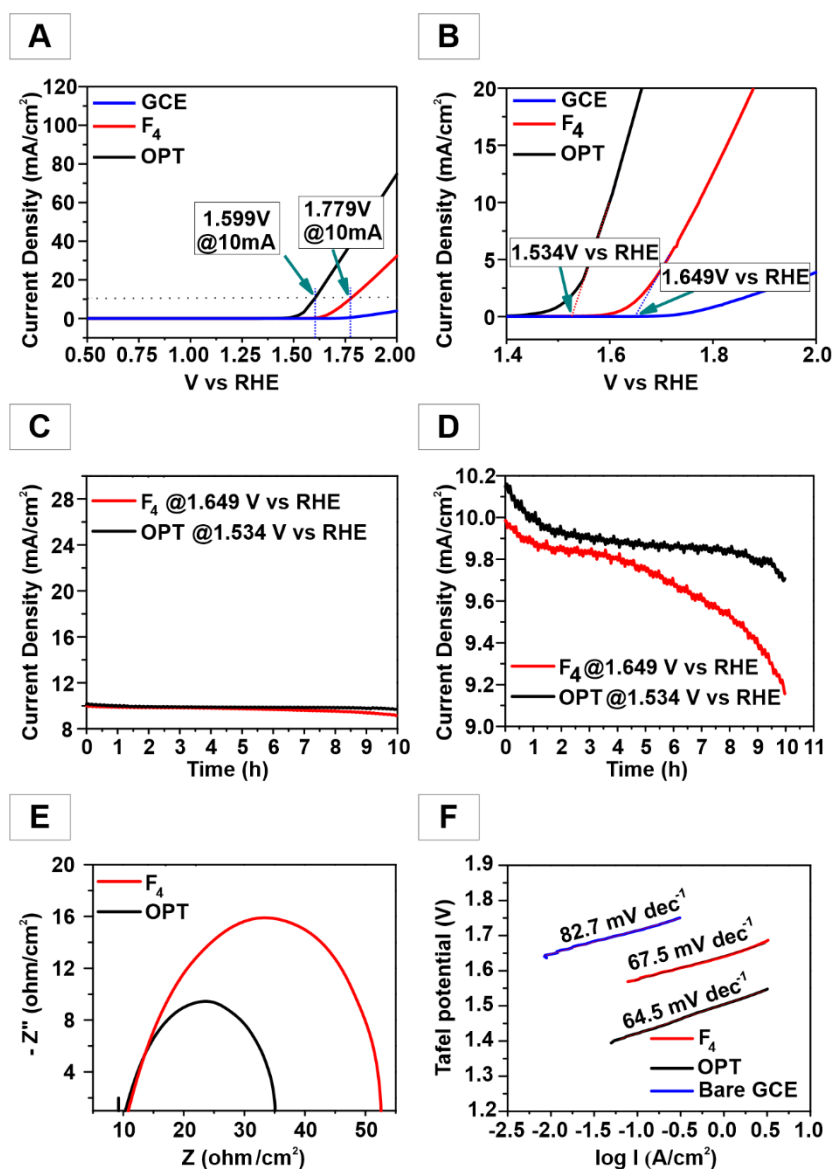 A
120
100
80
60
40
20
0
Current Density (mA/cm²)
GCE
F₄
OPT
1.599V
@10mA
1.779V
@10mA
0.50 0.75 1.00 1.25 1.50 1.75 2.00
V vs RHE
B
20
15
10
5
0
Current Density (mA/cm²)
GCE
F₄
OPT
1.534V vs RHE
1.649V vs RHE
1.4 1.6 1.8 2.0
V vs RHE
C
28
24
20
16
12
8
Current Density (mA/cm²)
F₄ @1.649 V vs RHE
OPT @1.534 V vs RHE
0 1 2 3 4 5 6 7 8 9 10
Time (h)
D
10.2
10.0
9.8
9.6
9.4
9.2
9.0
Current Density (mA/cm²)
F₄ @1.649 V vs RHE
OPT @1.534 V vs RHE
0 1 2 3 4 5 6 7 8 9 10 11
Time (h)
E
20
16
12
8
4
- Z" (ohm/cm²)
F₄
OPT
10 20 30 40 50
Z (ohm/cm²)
F
1.9
1.8
1.7
1.6
1.5
1.4
1.3
1.2
Tafel potential (V)
82.7 mV dec⁻¹
67.5 mV dec⁻¹
64.5 mV dec⁻¹
F₄
OPT
Bare GCE
-2.5 -2.0 -1.5 -1.0 -0.5 0.0 0.5 1.0
log I (A/cm²)